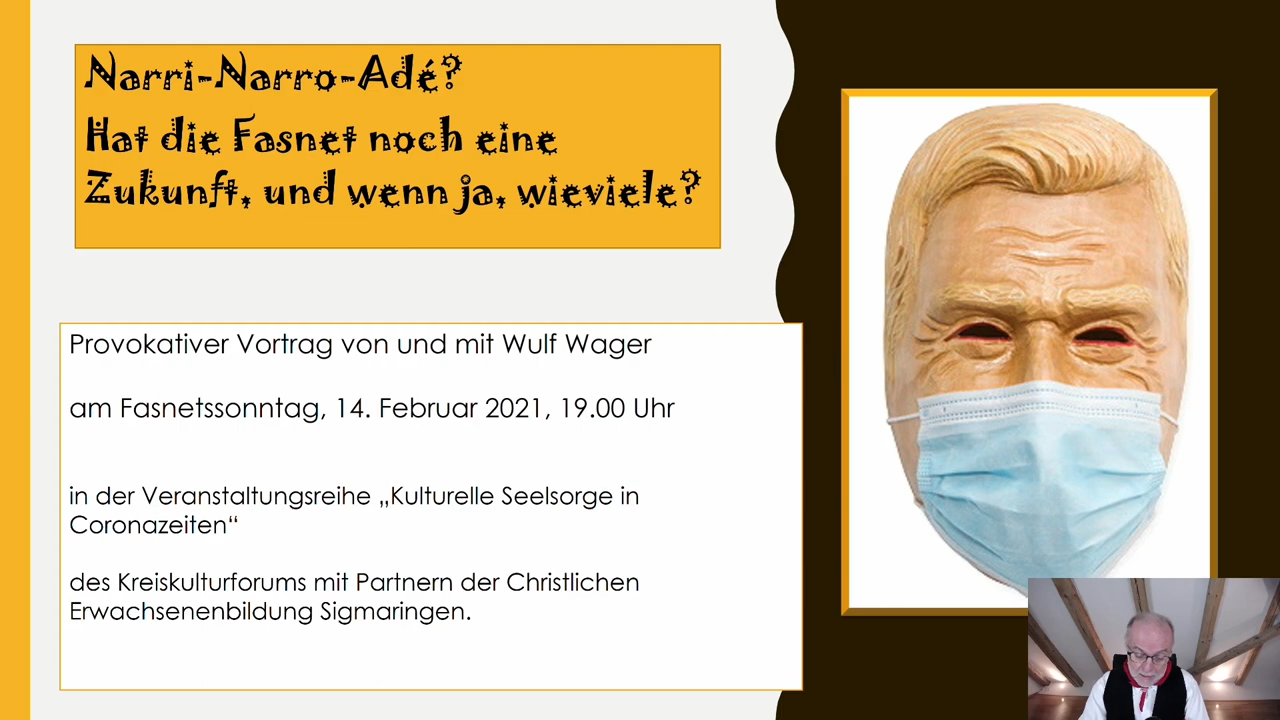 Narri-Narro-Adé?
Hat die Fasnet noch eine
Zukunft, und wenn ja, wieviele?
Provokativer Vortrag von und mit Wulf Wager
am Fasnetssonntag, 14. Februar 2021, 19.00 Uhr
in der Veranstaltungsreihe „Kulturelle Seelsorge in
Coronazeiten“
des Kreiskulturforums mit Partnern der Christlichen
Erwachsenenbildung Sigmaringen.